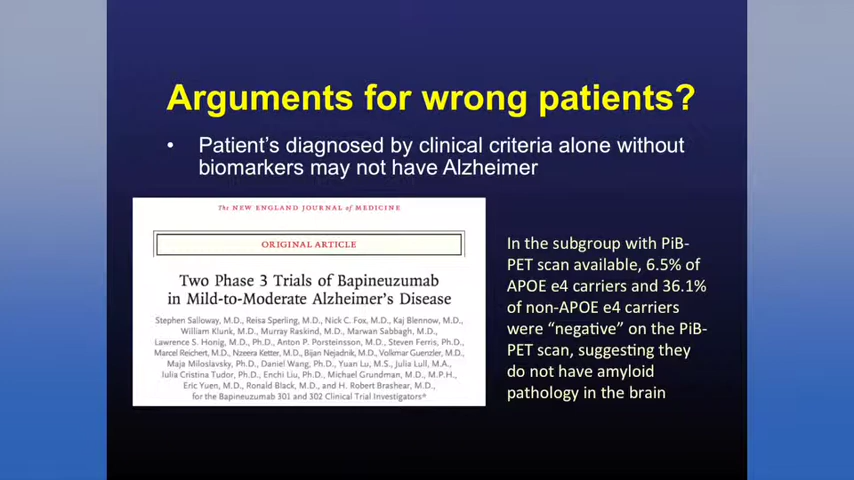 Arguments for wrong patients?
• Patient's diagnosed by clinical criteria alone without
biomarkers may not have Alzheimer
The NEW ENGLAND JOURNAL of MEDICINE
ORIGINAL ARTICLE
Two Phase 3 Trials of Bapineuzumab
in Mild-to-Moderate Alzheimer's Disease
Stephen Salloway, M.D., Reisa Sperling, M.D., Nick C. Fox, M.D., Kaj Blennow, M.D.,
William Klunk, M.D., Murray Raskind, M.D., Marwan Sabbagh, M.D.,
Lawrence S. Honig, M.D., Ph.D., Anton P. Porsteinsson, M.D., Steven Ferris, Ph.D.,
Marcel Reichert, M.D., Nzeera Ketter, M.D., Bijan Nejadnik, M.D., Volkmar Guenzler, M.D.,
Maja Miloslavsky, Ph.D., Daniel Wang, Ph.D., Yuan Lu, M.S., Julia Lull, M.A.,
Iulia Cristina Tudor, Ph.D., Enchi Liu, Ph.D., Michael Grundman, M.D., M.P.H.,
Eric Yuen, M.D., Ronald Black, M.D., and H. Robert Brashear, M.D.,
for the Bapineuzumab 301 and 302 Clinical Trial Investigators*
In the subgroup with PiB-
PET scan available, 6.5% of
APOE e4 carriers and 36.1%
of non-APOE e4 carriers
were "negative" on the PiB-
PET scan, suggesting they
do not have amyloid
pathology in the brain